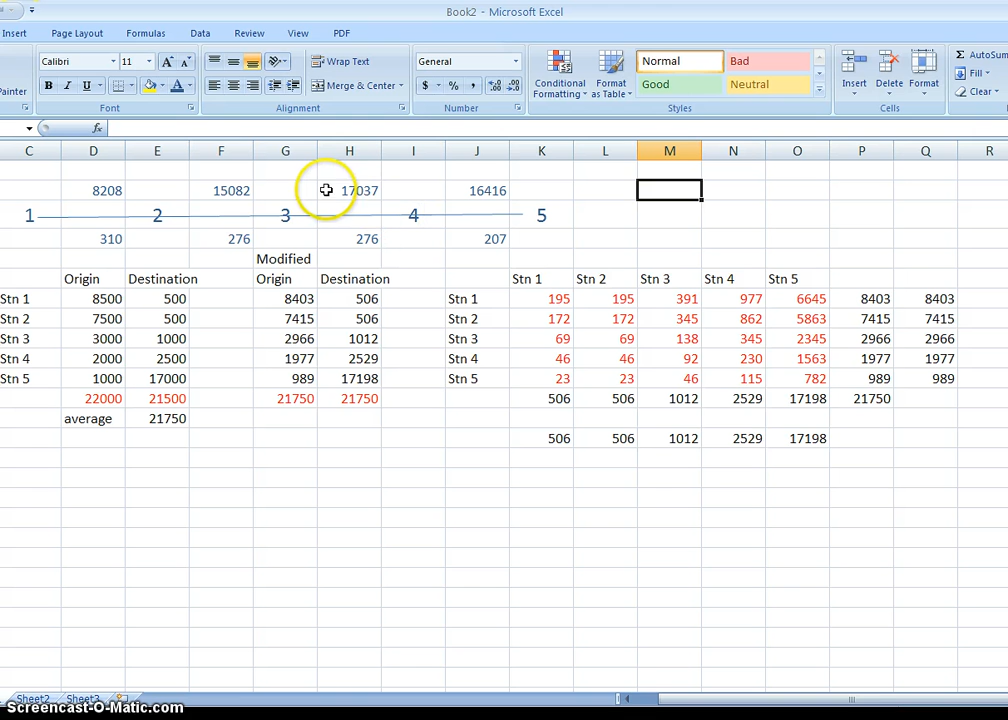 Book2 - Microsoft Excel
Insert Page Layout Formulas Data Review View PDF
Calibri 11 A A Wrap Text General Conditional Formatting Format as Table Normal Bad Insert Delete Format Σ AutoSum
Painter B I U A Merge & Center $ % , .0 .00 .00 .0 Good Neutral Fill
Clear
Font Alignment Number Styles Cells
fx
C D E F G H I J K L M N O P Q R
8208 15082 17037 16416
1 2 3 4 5
310 276 276 207
Modified
Origin Destination Origin Destination Stn 1 Stn 2 Stn 3 Stn 4 Stn 5
Stn 1 8500 500 8403 506 Stn 1 195 195 391 977 6645 8403 8403
Stn 2 7500 500 7415 506 Stn 2 172 172 345 862 5863 7415 7415
Stn 3 3000 1000 2966 1012 Stn 3 69 69 138 345 2345 2966 2966
Stn 4 2000 2500 1977 2529 Stn 4 46 46 92 230 1563 1977 1977
Stn 5 1000 17000 989 17198 Stn 5 23 23 46 115 782 989 989
22000 21500 21750 21750 506 506 1012 2529 17198 21750
average 21750
506 506 1012 2529 17198
Sheet2 Sheet3
Screencast-O-Matic.com